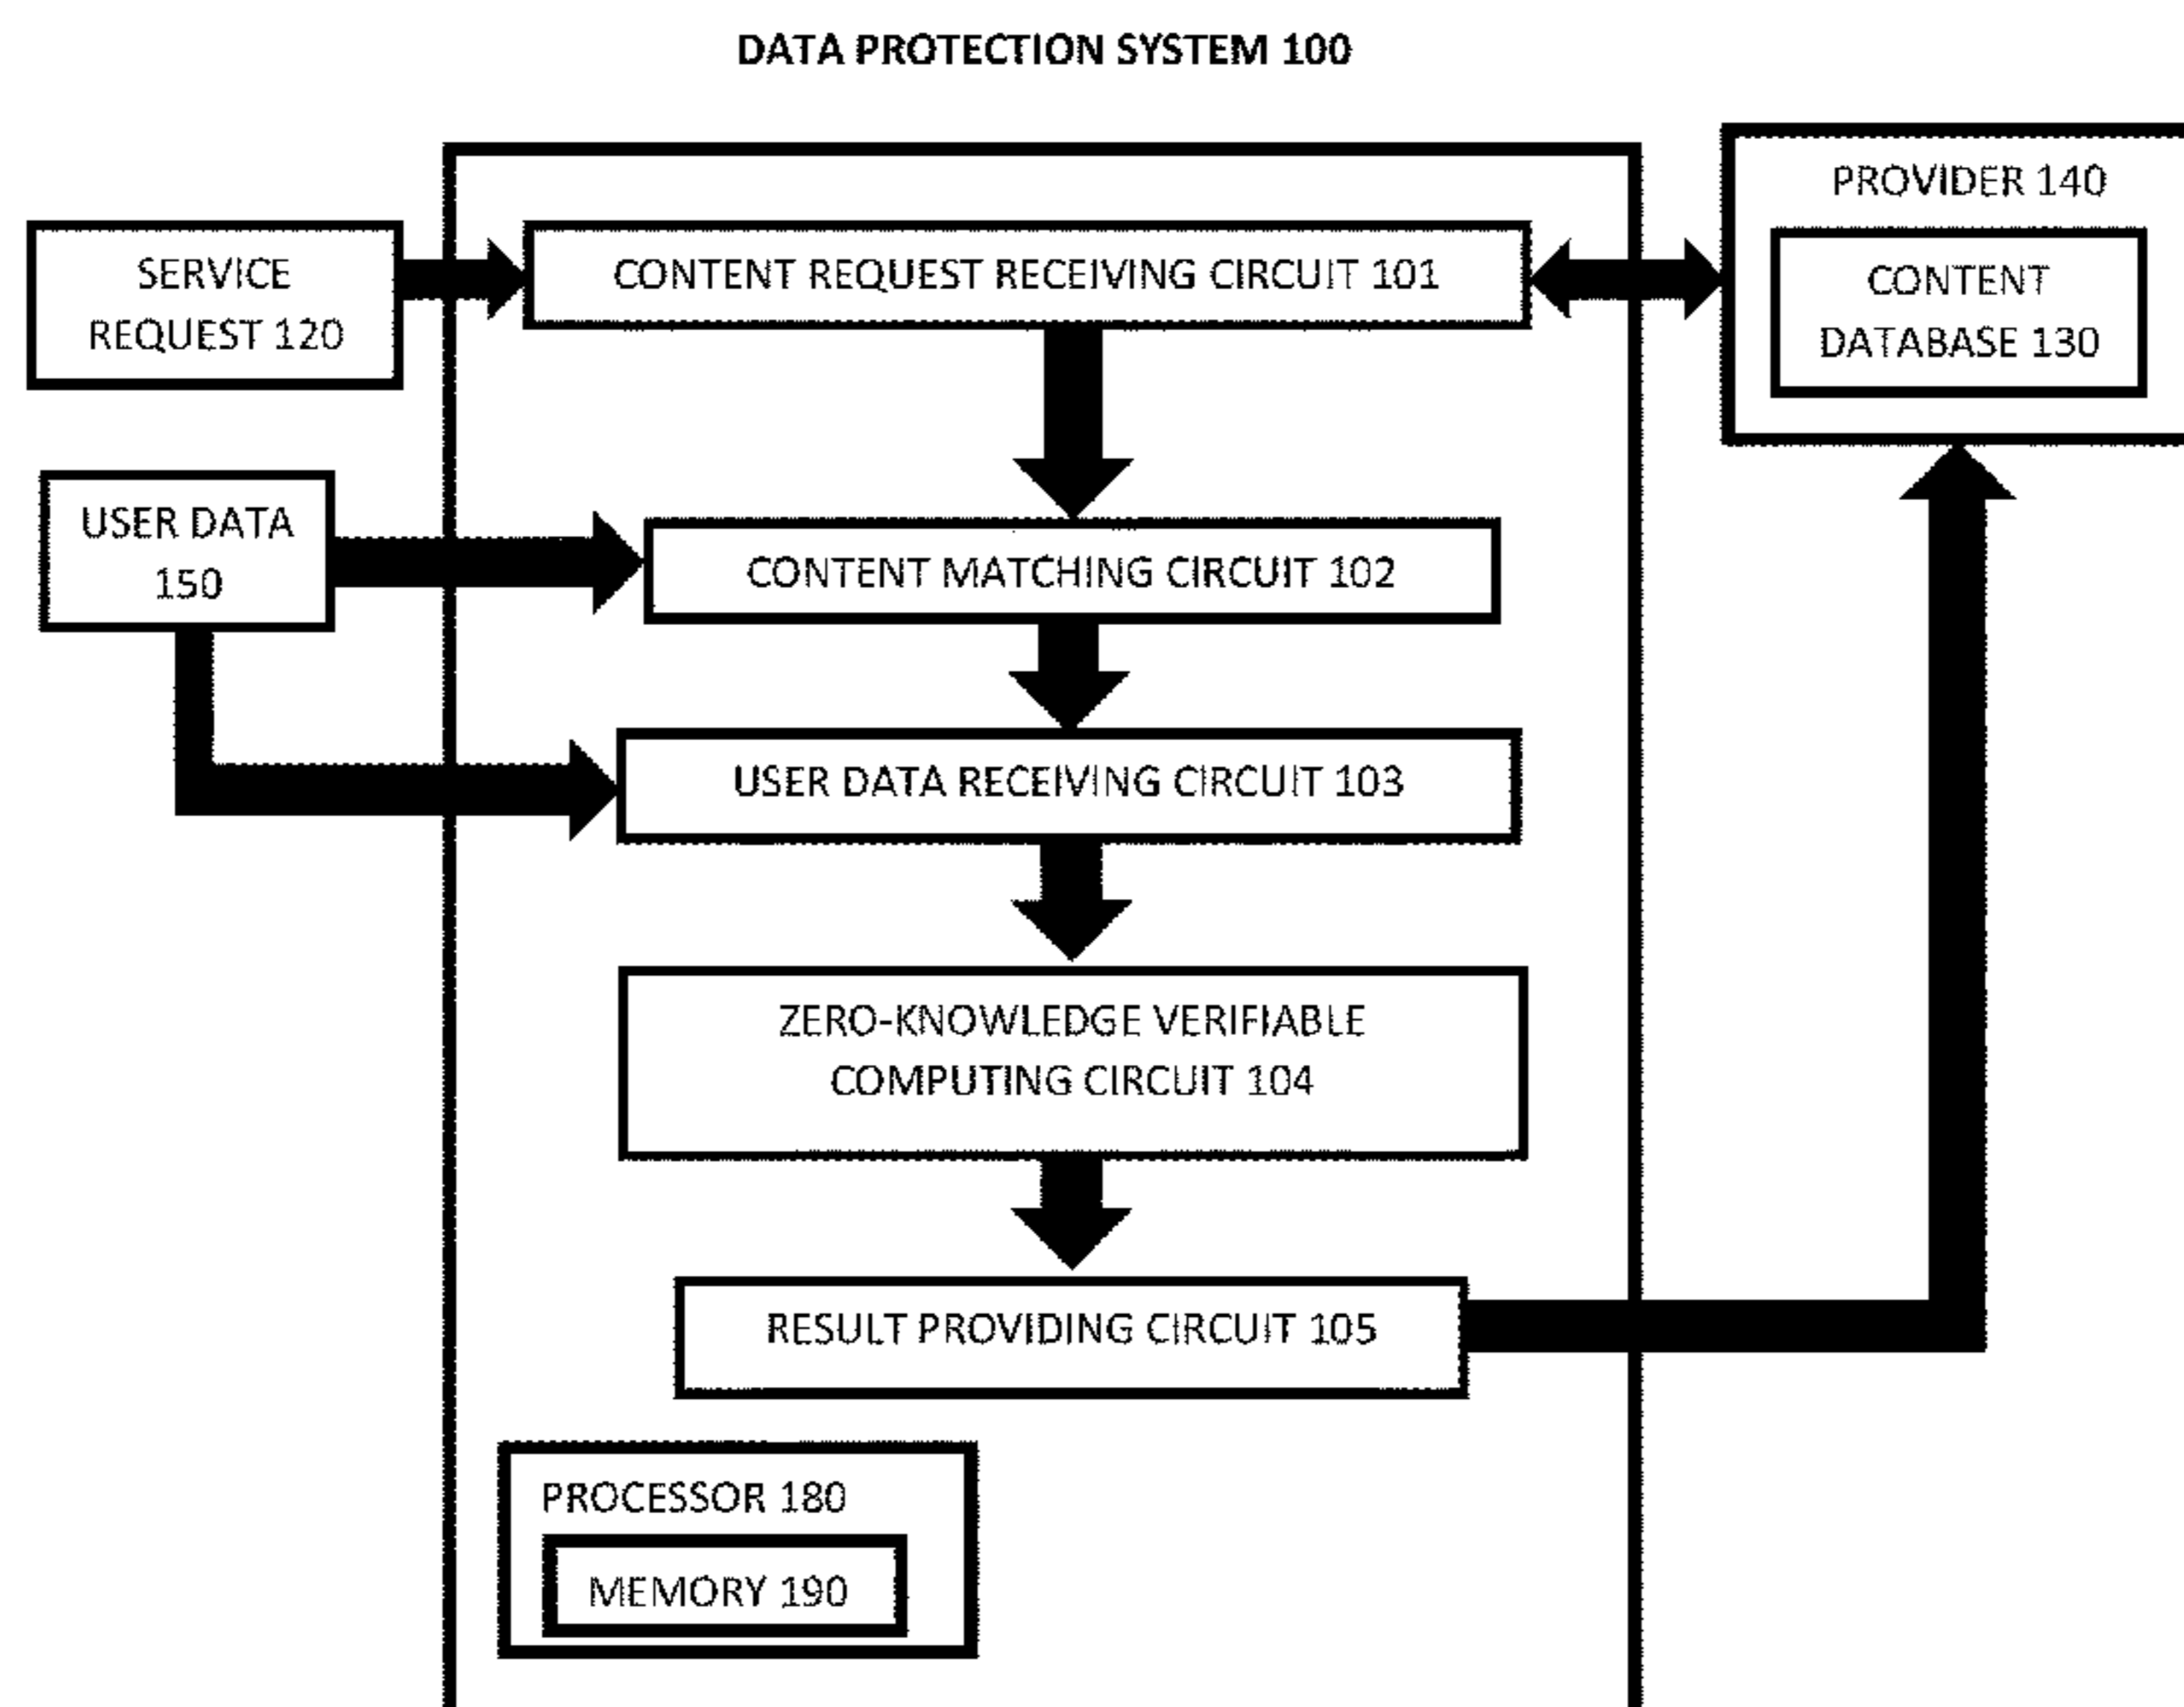 DATA PROTECTION SYSTEM 100
PROVIDER 140
CONTENT
DATABASE 130
SERVICE
REQUEST 120
CONTENT REQUEST RECEIVING CIRCUIT 101
USER DATA
150
CONTENT MATCHING CIRCUIT 102
USER DATA RECEIVING CIRCUIT 103
ZERO-KNOWLEDGE VERIFIABLE
COMPUTING CIRCUIT 104
RESULT PROVIDING CIRCUIT 105
PROCESSOR 180
MEMORY 190